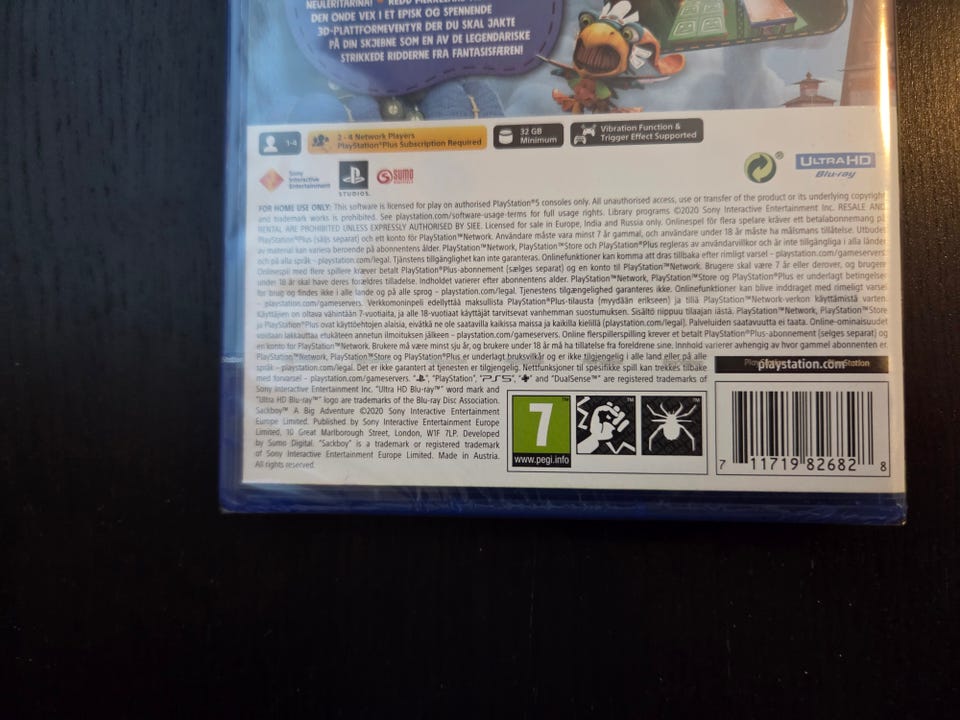 NEULERITARINA!
DEN ONDE VEX I ET EPISK OG SPENNENDE
3D-PLATTFORMEVENTYR DER DU SKAL JAKTE
PÅ DIN SKJEBNE SOM EN AV DE LEGENDARISKE
STRIKKEDE RIDDERNE FRA FANTASISFÆREN!
1-4
2 - 4 Network Players
PlayStation®Plus Subscription Required
32 GB
Minimum
Vibration Function &
Trigger Effect Supported
Sony
Interactive
Entertainment
PlayStation
STUDIOS
SUMO
DIGITAL
®
ULTRA HD
Blu-ray™
FOR HOME USE ONLY: This software is licensed for play on authorised PlayStation®5 consoles only. All unauthorised access, use or transfer of the product or its underlying copyright
and trademark works is prohibited. See playstation.com/software-usage-terms for full usage rights. Library programs ©2020 Sony Interactive Entertainment Inc. RESALE AND
RENTAL ARE PROHIBITED UNLESS EXPRESSLY AUTHORISED BY SIEE. Licensed for sale in Europe, India and Russia only. Onlinespel för flera spelare kräver ett betalabonnemang på
PlayStation®Plus (säljs separat) och ett konto för PlayStation™Network. Användare måste vara minst 7 år gammal, och användare under 18 år måste ha målsmans tillåtelse. Utbudet
av material kan variera beroende på abonnentens ålder. PlayStation™Network, PlayStation™Store och PlayStation®Plus regleras av användarvillkor och är inte tillgängliga i alla länder
och på alla språk – playstation.com/legal. Tjänstens tillgänglighet kan inte garanteras. Onlinefunktioner kan komma att dras tillbaka efter rimligt varsel – playstation.com/gameservers.
Onlinespil med flere spillere kræver et betalt PlayStation®Plus-abonnement (sælges separat) og en konto til PlayStation™Network. Brugere skal være 7 år eller derover, og brugere
under 18 år skal have deres forældres tilladelse. Indholdet varierer efter abonnentens alder. PlayStation™Network, PlayStation™Store og PlayStation®Plus er underlagt betingelser
for brug og findes ikke i alle lande og på alle sprog – playstation.com/legal. Tjenestens tilgængelighed garanteres ikke. Onlinefunktioner kan blive inddraget med rimeligt varsel
– playstation.com/gameservers. Verkkomoninpeli edellyttää maksullista PlayStation®Plus-tilausta (myydään erikseen) ja tiliä PlayStation™Network-verkon käyttämistä varten.
Käyttäjien on oltava vähintään 7-vuotiaita, ja alle 18-vuotiaat käyttäjät tarvitsevat vanhemman suostumuksen. Sisältö riippuu tilaajan iästä. PlayStation™Network, PlayStation™Store
ja PlayStation®Plus ovat käyttöehtojen alaisia, eivätkä ne ole saatavilla kaikissa maissa ja kaikilla kielillä (playstation.com/legal). Palveluiden saatavuutta ei taata. Online-ominaisuudet
voidaan lakkauttaa etukäteen annetun ilmoituksen jälkeen – playstation.com/gameservers. Online flerspillerspilling krever et betalt PlayStation®Plus-abonnement (selges separat) og
en konto for PlayStation™Network. Brukere må være minst sju år, og brukere under 18 år må ha tillatelse fra foreldrene sine. Innhold varierer avhengig av hvor gammel abonnenten er.
PlayStation™Network, PlayStation™Store og PlayStation®Plus er underlagt bruksvilkår og er ikke tilgjengelig i alle land eller på alle
språk – playstation.com/legal. Det er ikke garantert at tjenesten er tilgjengelig. Nettfunksjoner til spesifikke spill kan trekkes tilbake
med forvarsel – playstation.com/gameservers. "PS", "PlayStation", "PS5", "+" and "DualSense™" are registered trademarks of
Sony Interactive Entertainment Inc. "Ultra HD Blu-ray™" word mark and
"Ultra HD Blu-ray™" logo are trademarks of the Blu-ray Disc Association.
Sackboy™ A Big Adventure ©2020 Sony Interactive Entertainment
Europe Limited. Published by Sony Interactive Entertainment Europe
Limited, 10 Great Marlborough Street, London, W1F 7LP. Developed
by Sumo Digital. "Sackboy" is a trademark or registered trademark
of Sony Interactive Entertainment Europe Limited. Made in Austria.
All rights reserved.
playstation.com
PlayStation
7
www.pegi.info
7 11719 82682 8